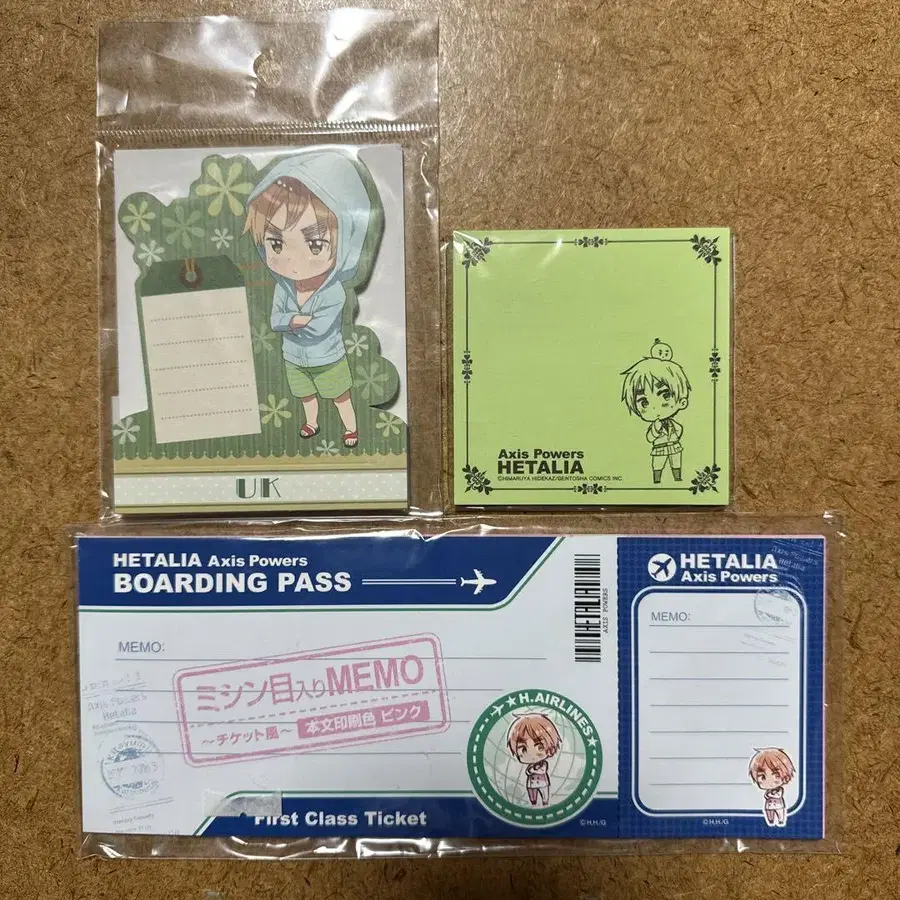 UK
Axis Powers
HETALIA
©HIMARUYA HIDEKAZ/GENTOSHA COMICS INC.
HETALIA Axis Powers
BOARDING PASS
MEMO:
ミシン目入りMEMO
～チケット風～ 本文印刷色 ピンク
HETALIA
AXIS POWERS
★H.AIRLINES★
First Class Ticket
©H.H./G
HETALIA
Axis Powers
MEMO:
©H.H./G